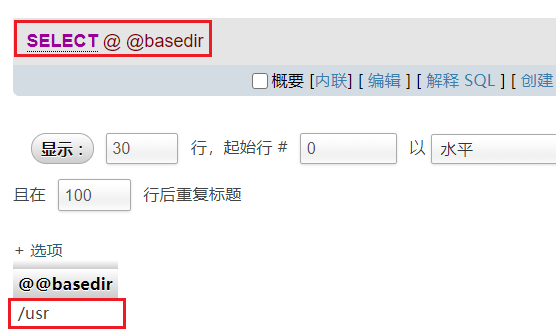 SELECT @ @basedir
概要 [内联] [ 编辑 ] [ 解释 SQL ] [ 创建
显示 : 30 行，起始行 # 0 以 水平
且在 100 行后重复标题
+ 选项
@@basedir
/usr